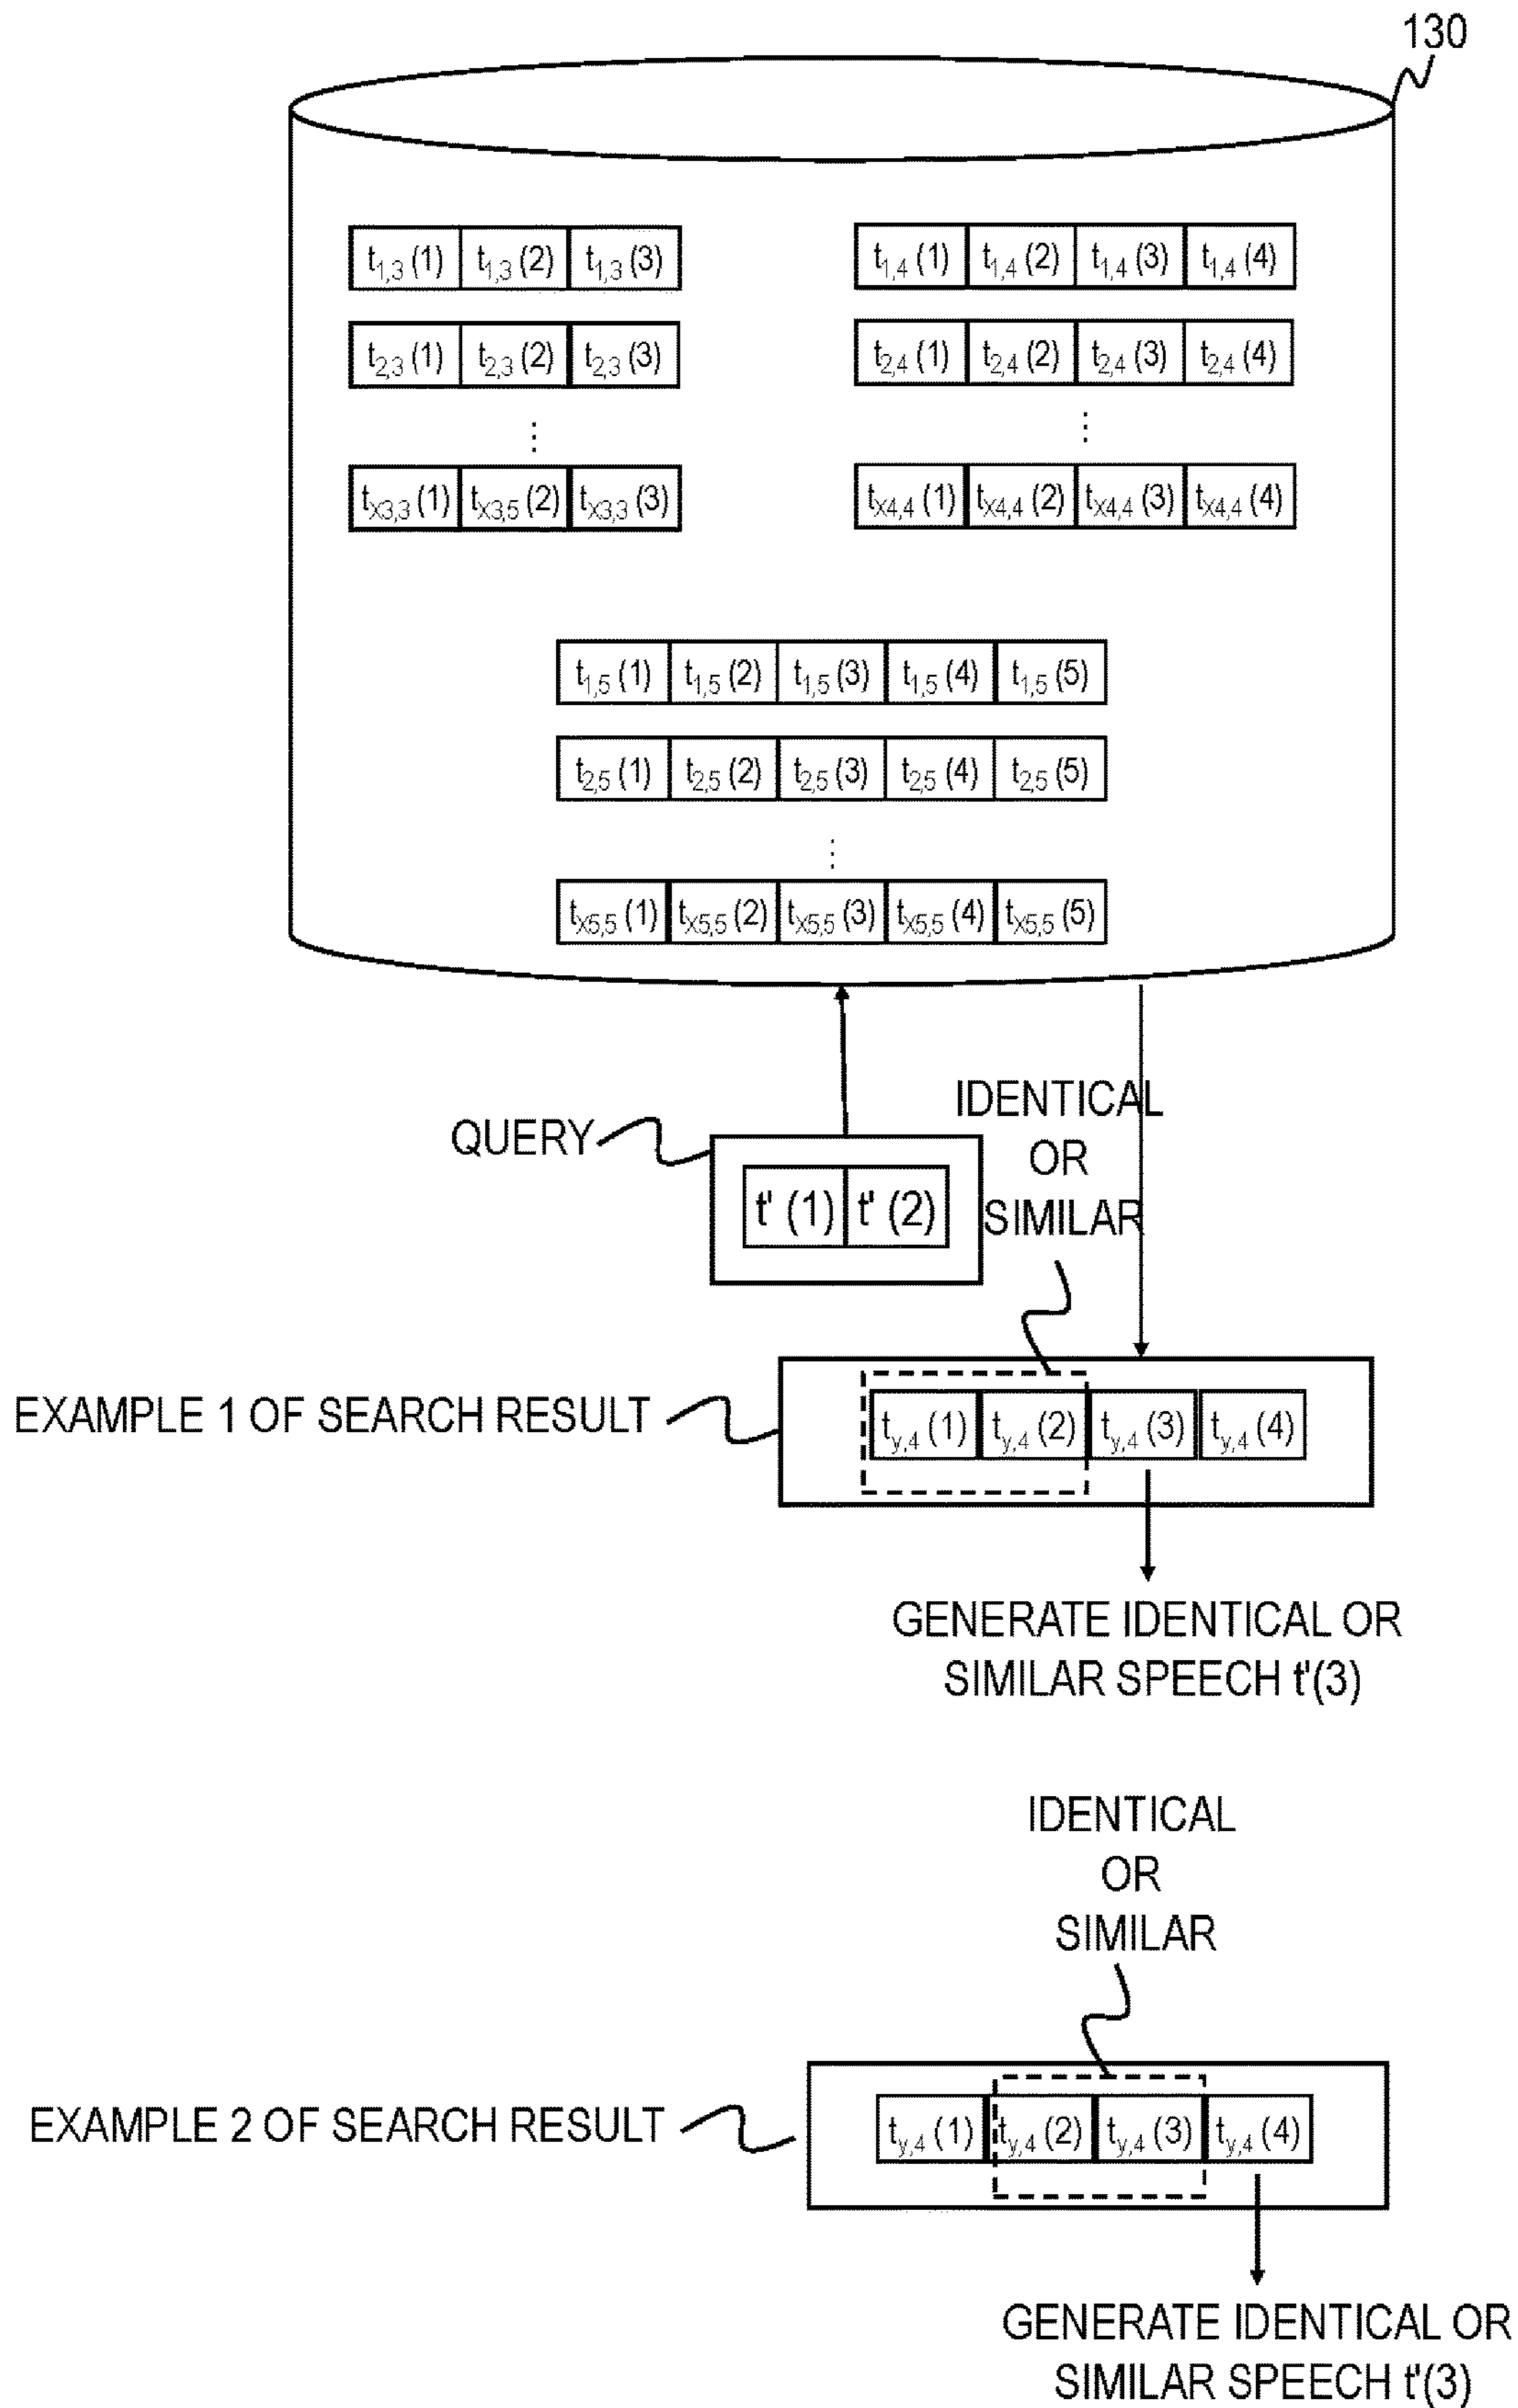 130
t1,3 (1) t1,3 (2) t1,3 (3)
t1,4 (1) t1,4 (2) t1,4 (3) t1,4 (4)
t2,3 (1) t2,3 (2) t2,3 (3)
t2,4 (1) t2,4 (2) t2,4 (3) t2,4 (4)
⋮
⋮
tX3,3 (1) tX3,5 (2) tX3,3 (3)
tX4,4 (1) tX4,4 (2) tX4,4 (3) tX4,4 (4)
t1,5 (1) t1,5 (2) t1,5 (3) t1,5 (4) t1,5 (5)
t2,5 (1) t2,5 (2) t2,5 (3) t2,5 (4) t2,5 (5)
⋮
tX5,5 (1) tX5,5 (2) tX5,5 (3) tX5,5 (4) tX5,5 (5)
QUERY
t' (1) t' (2)
IDENTICAL
OR
SIMILAR
EXAMPLE 1 OF SEARCH RESULT
ty,4 (1) ty,4 (2) ty,4 (3) ty,4 (4)
GENERATE IDENTICAL OR
SIMILAR SPEECH t'(3)
IDENTICAL
OR
SIMILAR
EXAMPLE 2 OF SEARCH RESULT
ty,4 (1) ty,4 (2) ty,4 (3) ty,4 (4)
GENERATE IDENTICAL OR
SIMILAR SPEECH t'(3)